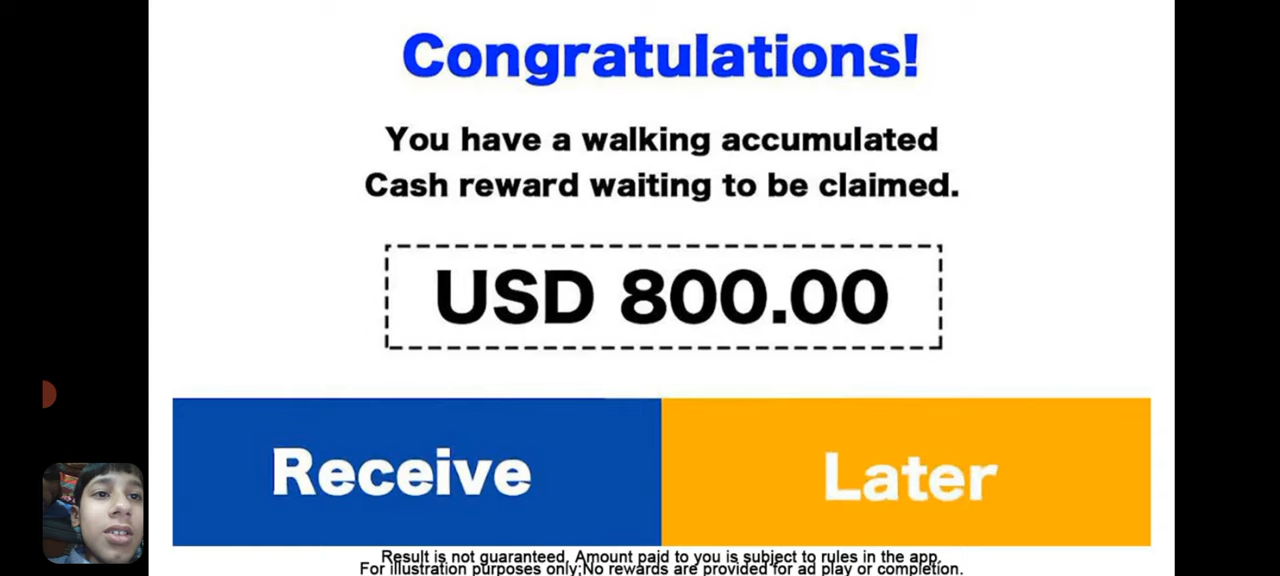 Congratulations!
You have a walking accumulated
Cash reward waiting to be claimed.
USD 800.00
Receive
Later
Result is not guaranteed, Amount paid to you is subject to rules in the app.
For illustration purposes only;No rewards are provided for ad play or completion.